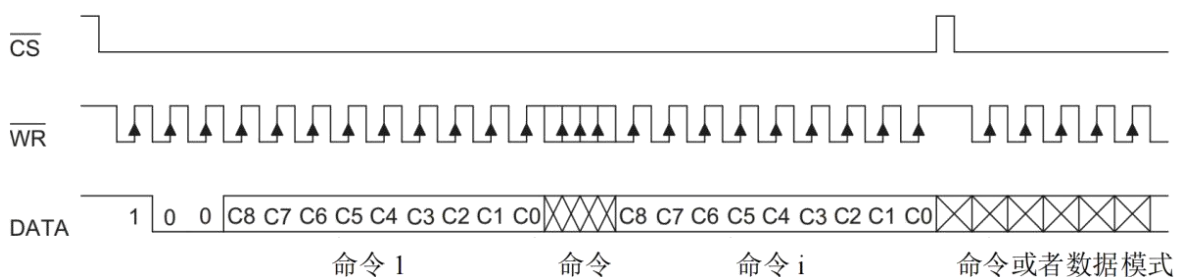 CS
WR
DATA 1 0 0 C8 C7 C6 C5 C4 C3 C2 C1 C0 C8 C7 C6 C5 C4 C3 C2 C1 C0
命令 1 命令 命令 i 命令或者数据模式